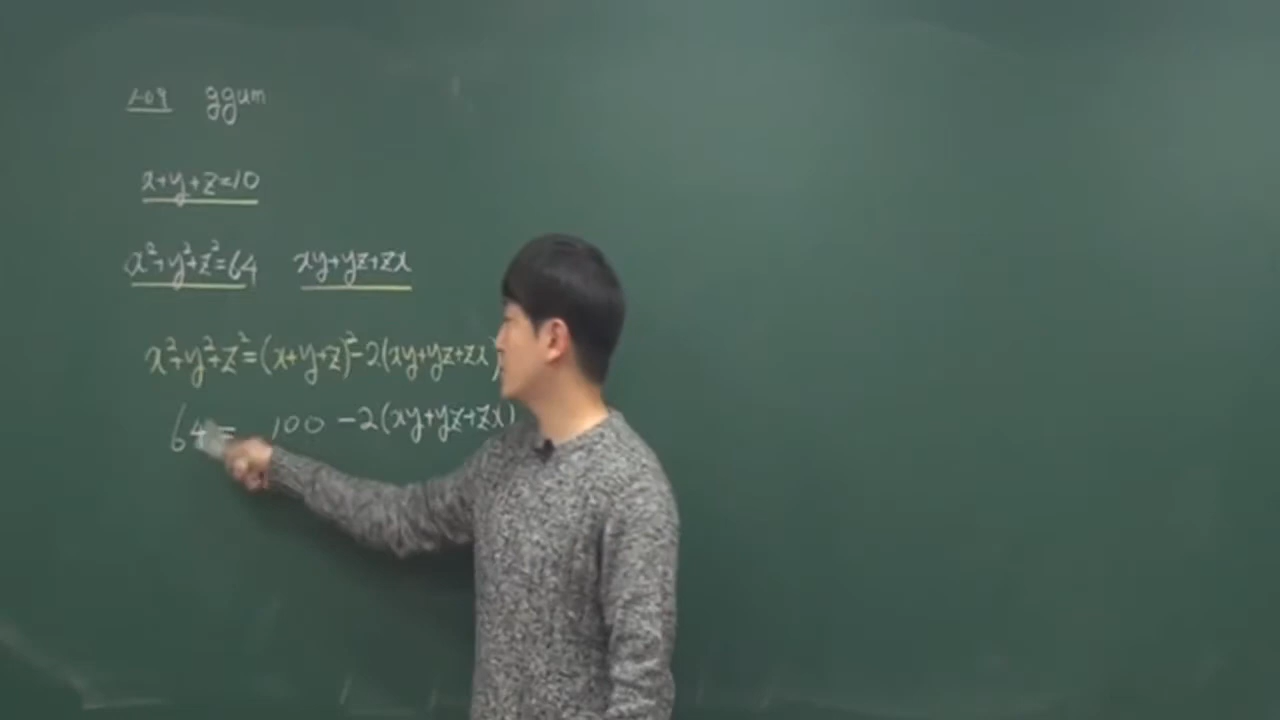 109 ggum
x+y+z=10
x²+y²+z²=64 xy+yz+zx
x²+y²+z²=(x+y+z)²-2(xy+yz+zx)
64= 100 -2(xy+yz+zx)